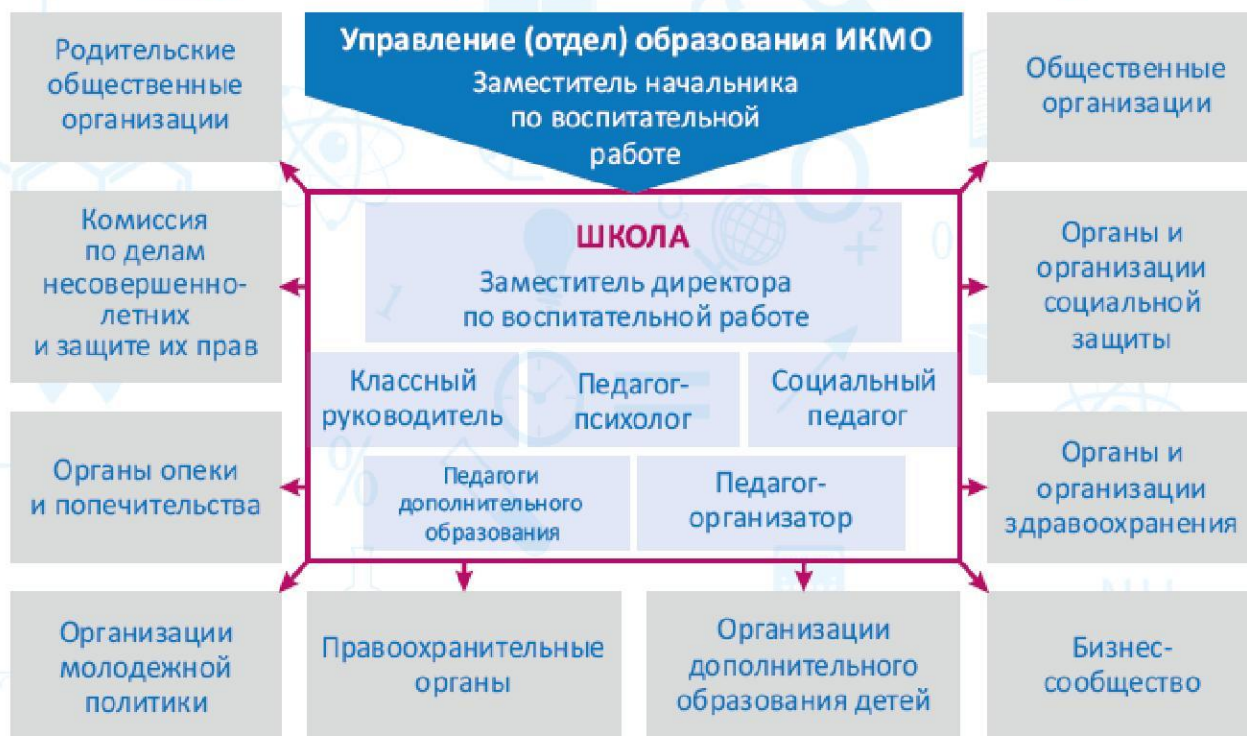 Управление (отдел) образования ИКМО
Заместитель начальника
по воспитательной
работе
Родительские
общественные
организации
Общественные
организации
Комиссия
по делам
несовершенно-
летних
и защите их прав
ШКОЛА
Заместитель директора
по воспитательной работе
Органы и
организации
социальной
защиты
Классный
руководитель
Педагог-
психолог
Социальный
педагог
Органы опеки
и попечительства
Педагоги
дополнительного
образования
Педагог-
организатор
Органы и
организации
здравоохранения
Организации
молодежной
политики
Правоохранительные
органы
Организации
дополнительного
образования детей
Бизнес-
сообщество